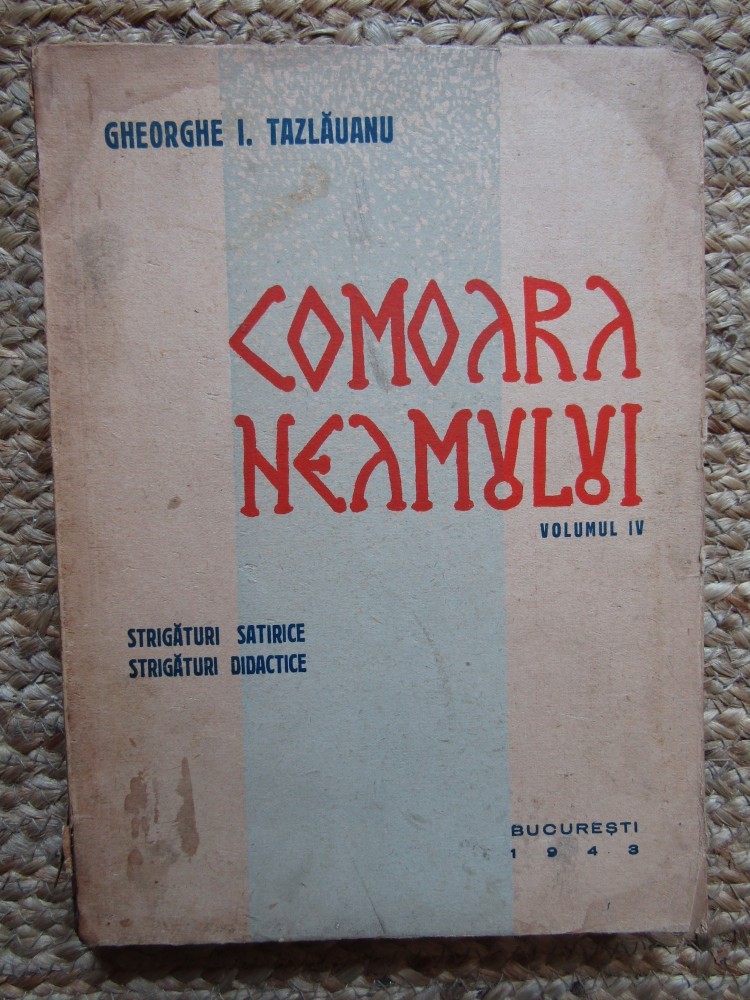 GHEORGHE I. TAZLĂUANU
COMOARA
NEAMULUI
VOLUMUL IV
STRIGĂTURI SATIRICE
STRIGĂTURI DIDACTICE
BUCUREȘTI
1943